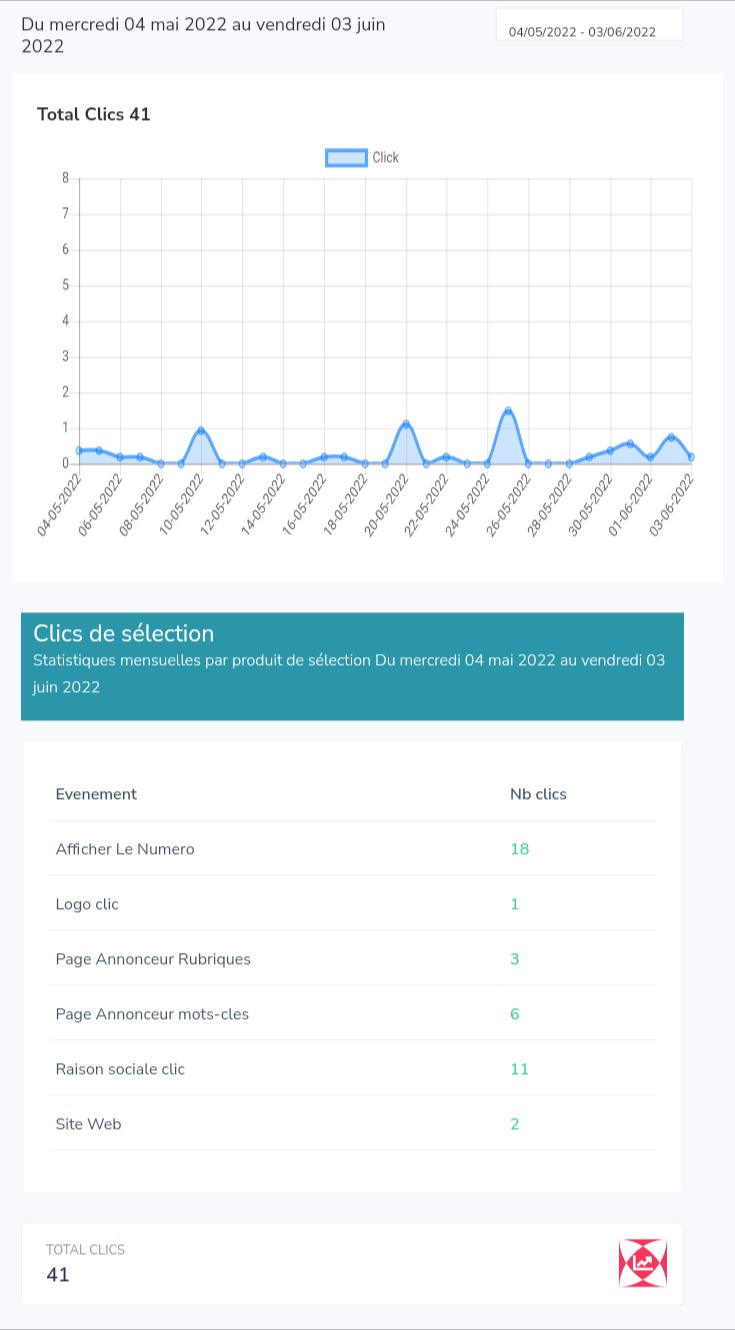 Du mercredi 04 mai 2022 au vendredi 03 juin
2022
04/05/2022 - 03/06/2022
Total Clics 41
Click
8
7
6
5
4
3
2
1
0
04-05-2022
06-05-2022
08-05-2022
10-05-2022
12-05-2022
14-05-2022
16-05-2022
18-05-2022
20-05-2022
22-05-2022
24-05-2022
26-05-2022
28-05-2022
30-05-2022
01-06-2022
03-06-2022
Clics de sélection
Statistiques mensuelles par produit de sélection Du mercredi 04 mai 2022 au vendredi 03
juin 2022
Evenement Nb clics
Afficher Le Numero 18
Logo clic 1
Page Annonceur Rubriques 3
Page Annonceur mots-cles 6
Raison sociale clic 11
Site Web 2
TOTAL CLICS
41